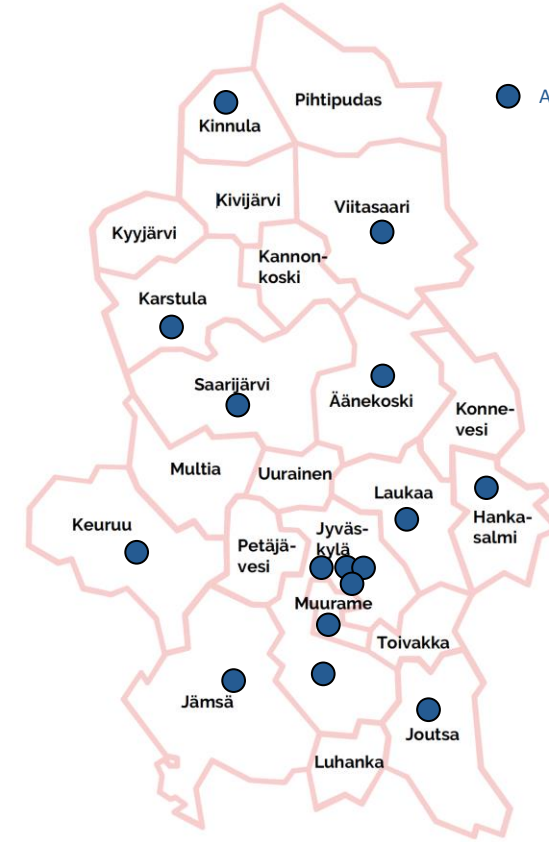 Pihtipudas
A
Kinnula
Kivijärvi
Viitasaari
Kyyjärvi
Kannon-
koski
Karstula
Saarijärvi
Äänekoski
Konne-
vesi
Multia
Uurainen
Laukaa
Hanka-
salmi
Keuruu
Jyväs-
kylä
Petäjä-
vesi
Muurame
Toivakka
Jämsä
Joutsa
Luhanka